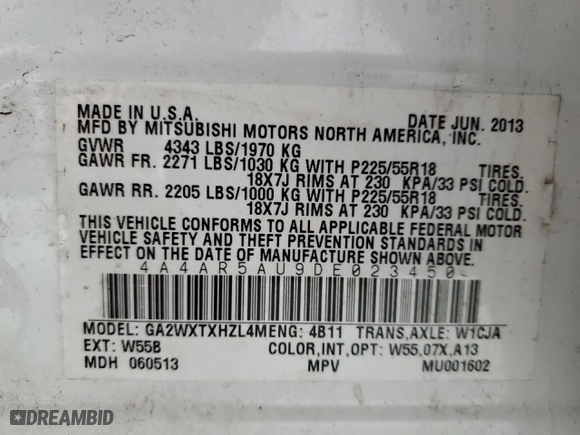 MADE IN U.S.A. DATE JUN. 2013
MFD BY MITSUBISHI MOTORS NORTH AMERICA, INC.
GVWR 4343 LBS/1970 KG
GAWR FR. 2271 LBS/1030 KG WITH P225/55R18 TIRES.
18X7J RIMS AT 230 KPA/33 PSI COLD.
GAWR RR. 2205 LBS/1000 KG WITH P225/55R18 TIRES.
18X7J RIMS AT 230 KPA/33 PSI COLD.
THIS VEHICLE CONFORMS TO ALL APPLICABLE FEDERAL MOTOR
VEHICLE SAFETY AND THEFT PREVENTION STANDARDS IN
EFFECT ON THE DATE OF MANUFACTURE SHOWN ABOVE.
4A4AR5AU9DE023450
MODEL: GA2WXTXHZL4M ENG: 4B11 TRANS,AXLE: W1CJA
EXT: W55B COLOR,INT,OPT: W55,07X,A13
MDH 060513 MPV MU001602
DREAMBID